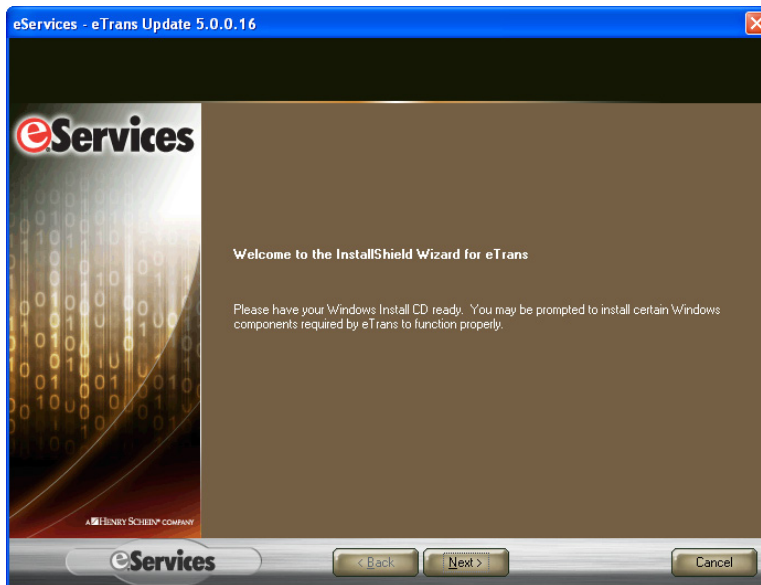 eServices - eTrans Update 5.0.0.16
eServices
Welcome to the InstallShield Wizard for eTrans
Please have your Windows Install CD ready.  You may be prompted to install certain Windows
components required by eTrans to function properly.
A HENRY SCHEIN® COMPANY
eServices
< Back
Next >
Cancel